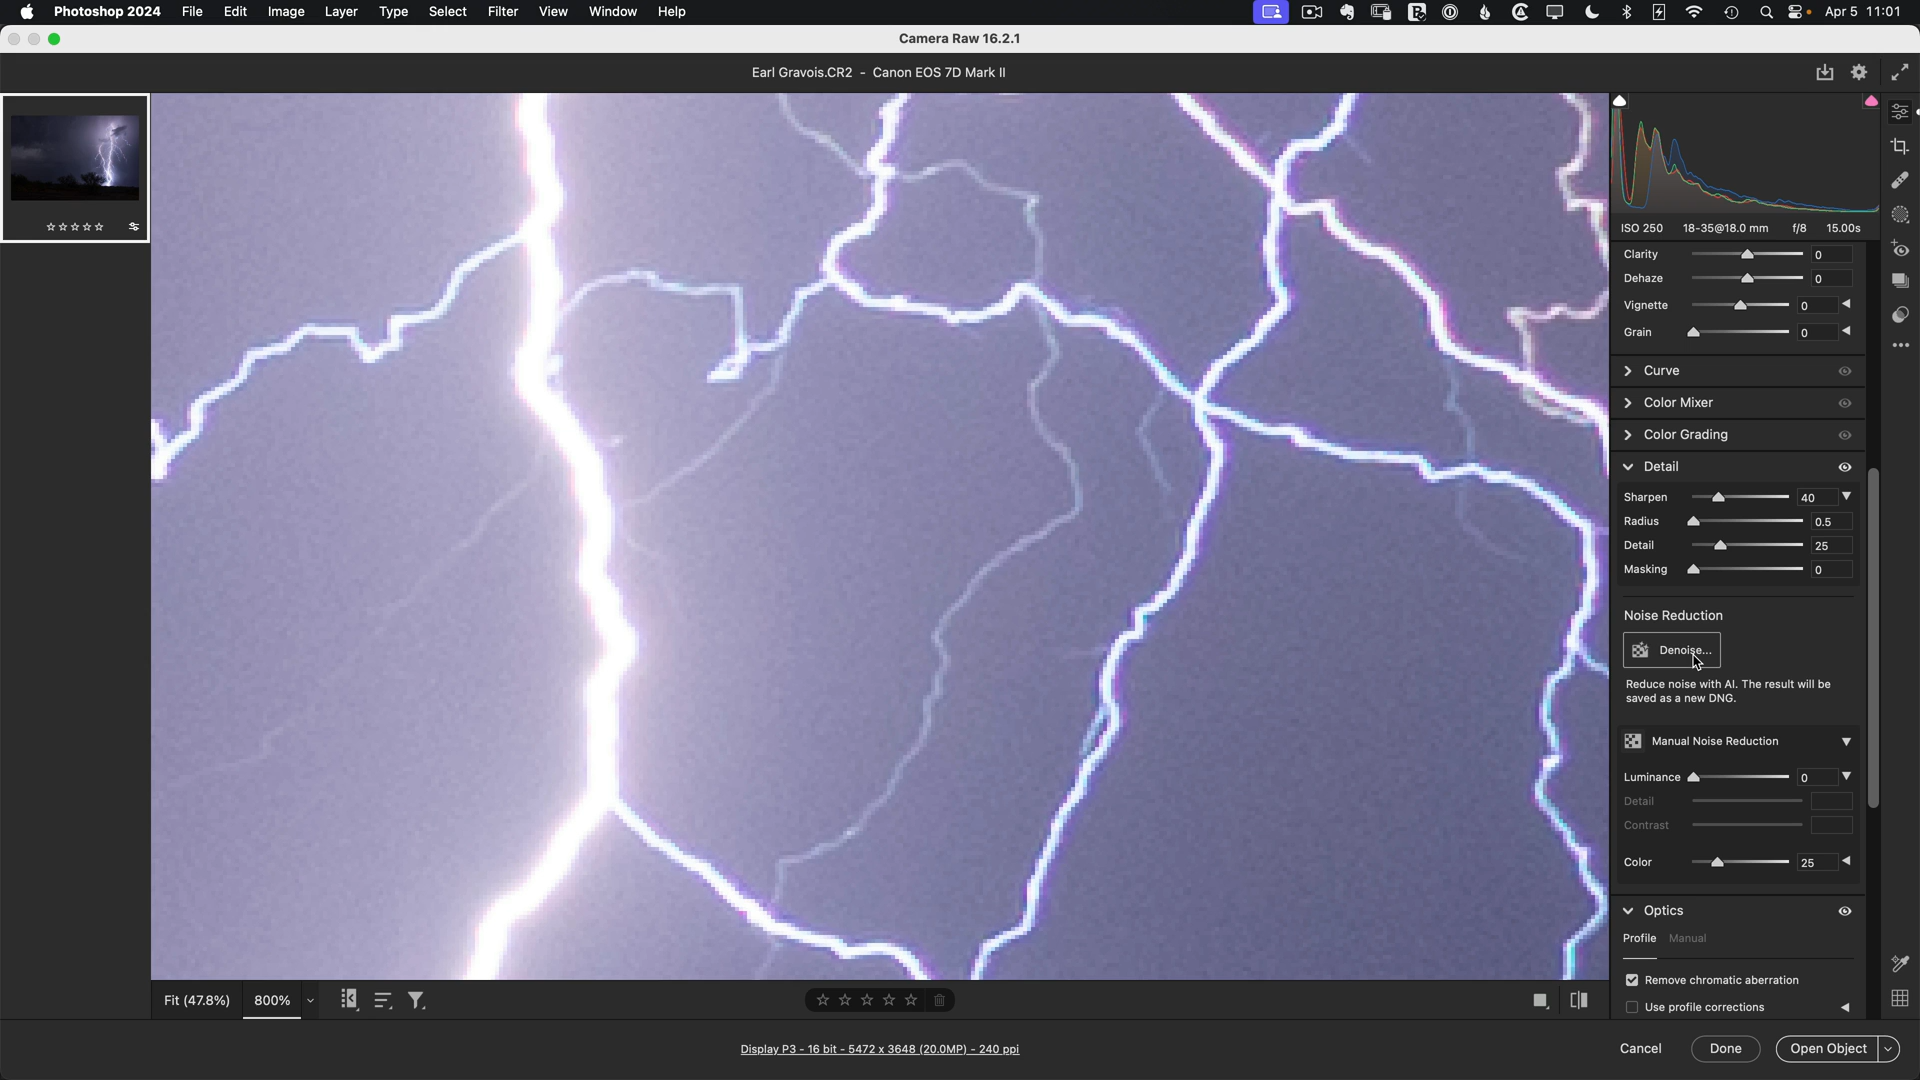 Photoshop 2024 File Edit Image Layer Type Select Filter View Window Help Apr 5 11:01
Camera Raw 16.2.1
Earl Gravois.CR2 - Canon EOS 7D Mark II
ISO 250 18-35@18.0 mm f/8 15.00s
Clarity 0
Dehaze 0
Vignette 0
Grain 0
Curve
Color Mixer
Color Grading
Detail
Sharpen 40
Radius 0.5
Detail 25
Masking 0
Noise Reduction
Denoise...
Reduce noise with AI. The result will be
saved as a new DNG.
Manual Noise Reduction
Luminance 0
Detail
Contrast
Color 25
Optics
Profile Manual
Remove chromatic aberration
Use profile corrections
Fit (47.8%) 800%
Display P3 - 16 bit - 5472 x 3648 (20.0MP) - 240 ppi
Cancel Done Open Object